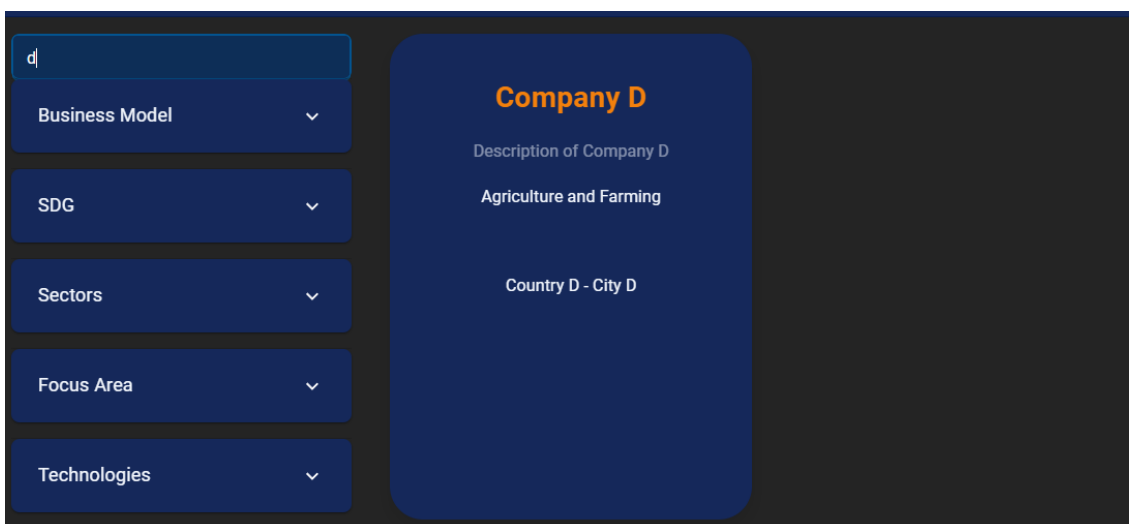 d
Business Model
SDG
Sectors
Focus Area
Technologies
Company D
Description of Company D
Agriculture and Farming
Country D - City D